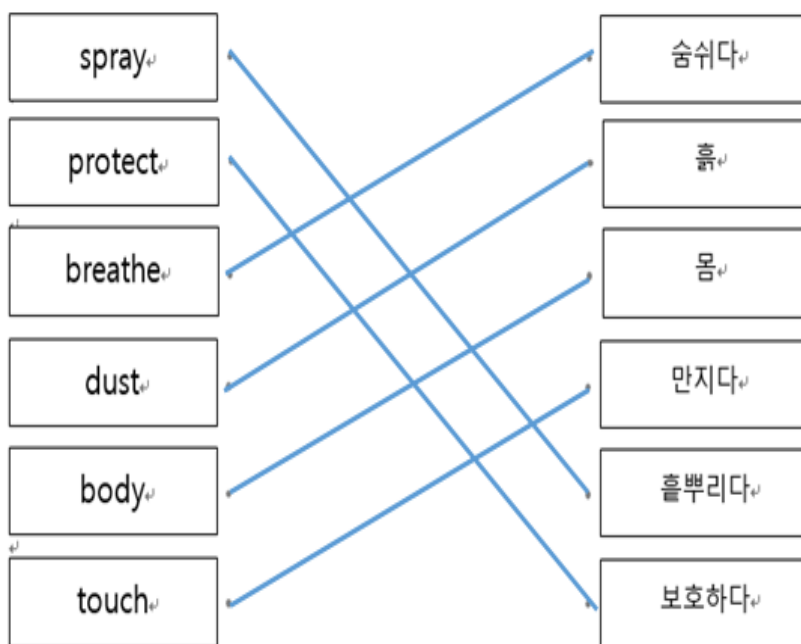 spray
숨쉬다
protect
흙
breathe
몸
dust
만지다
body
흩뿌리다
touch
보호하다